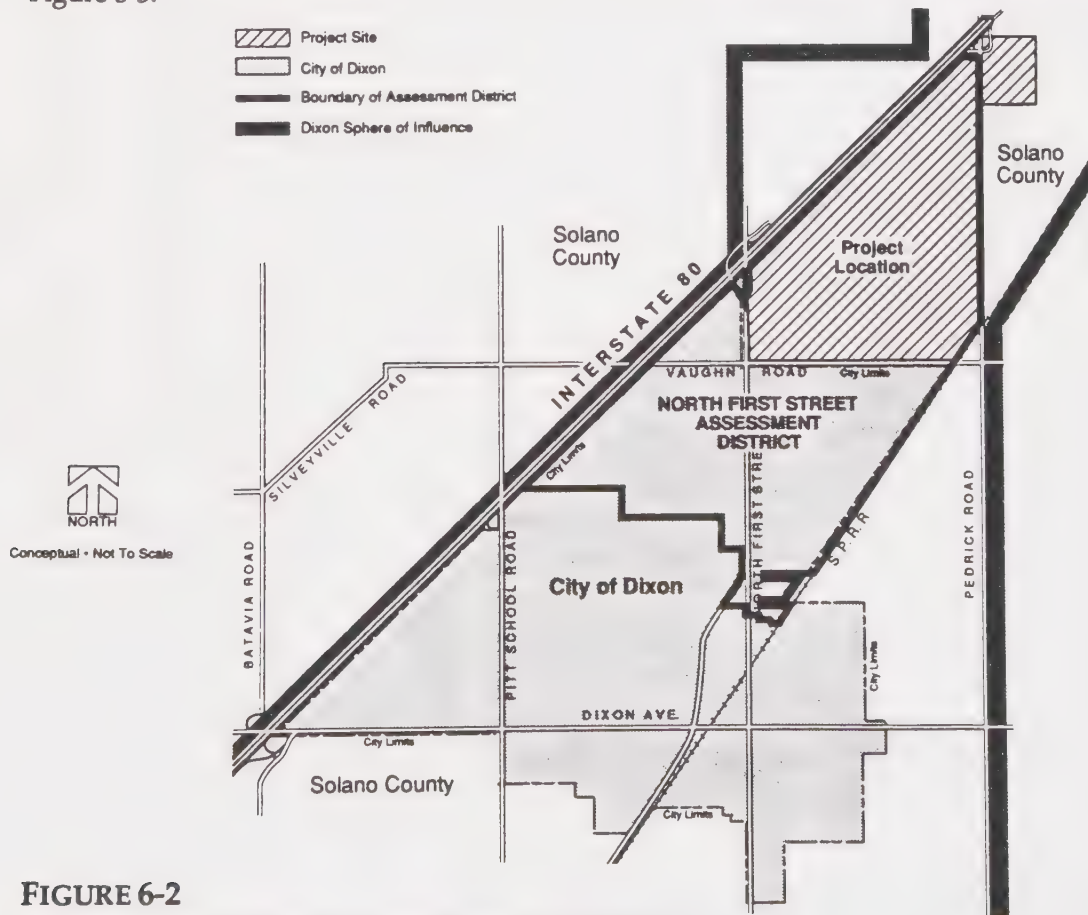 Project Site
City of Dixon
Boundary of Assessment District
Dixon Sphere of Influence
Solano
County
Solano
County
Project
Location
INTERSTATE 80
VAUGHN ROAD
City Limits
SILVEYVILLE ROAD
NORTH FIRST STREET
ASSESSMENT
DISTRICT
City Limits
NORTH
Conceptual • Not To Scale
BATAVIA ROAD
PITT SCHOOL ROAD
City of Dixon
NORTH FIRST STRE
S.P.R.R
PEDRICK ROAD
City Limits
DIXON AVE.
City Limits
Solano County
City Limits
FIGURE 6-2